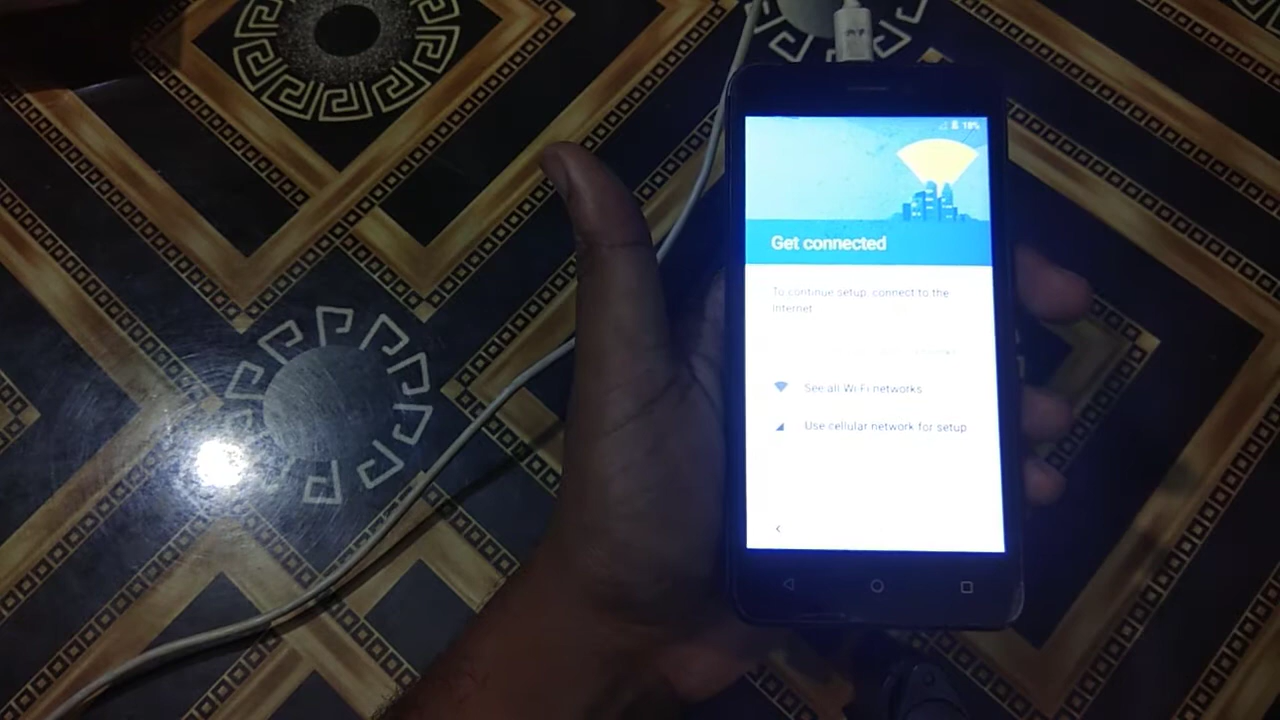 18%
Get connected
To continue setup, connect to the
internet
See all Wi-Fi networks
Use cellular network for setup